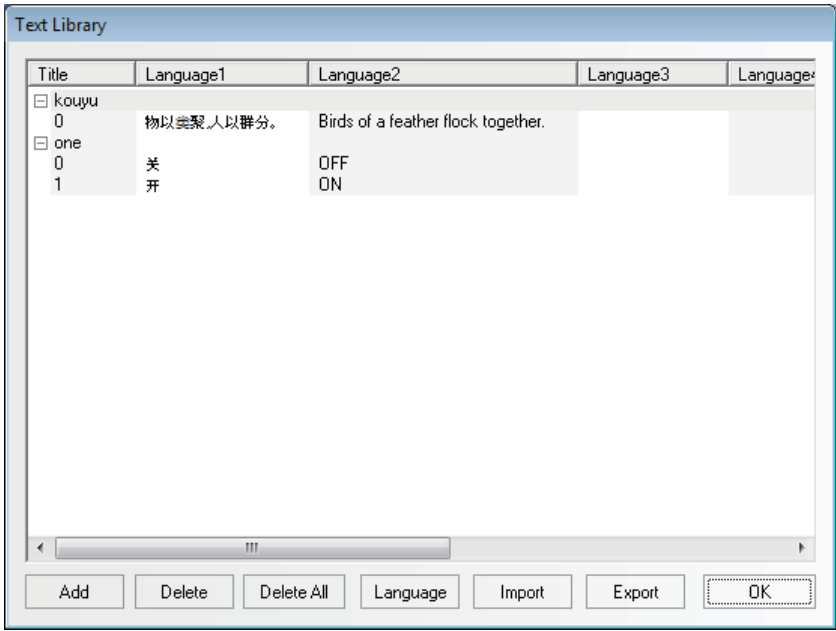 Text Library
Title Language1 Language2 Language3 Language4
kouyu
0 物以类聚,人以群分。 Birds of a feather flock together.
one
0 关 OFF
1 开 ON
Add Delete Delete All Language Import Export OK